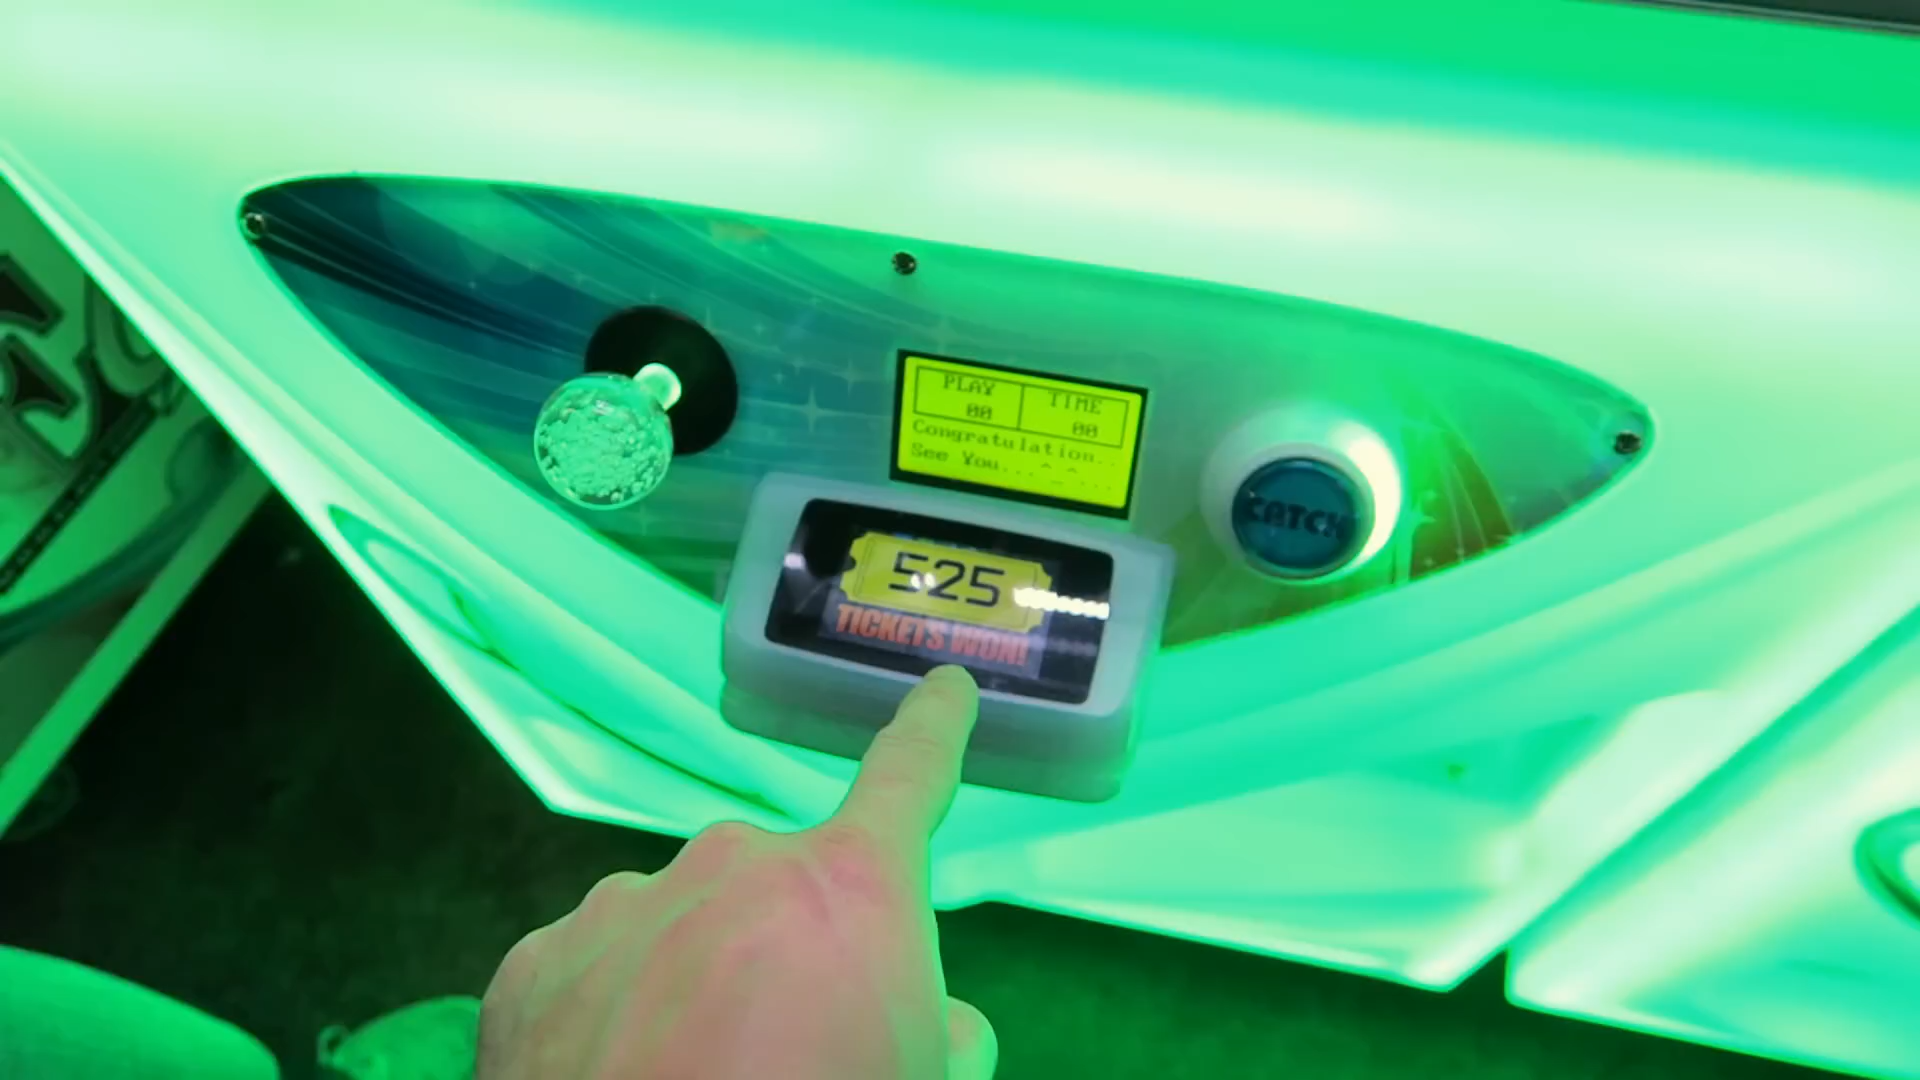 PLAY TIME
00 00
Congratulation..
See You...^_^...
CATCH
525
TICKETS WON!